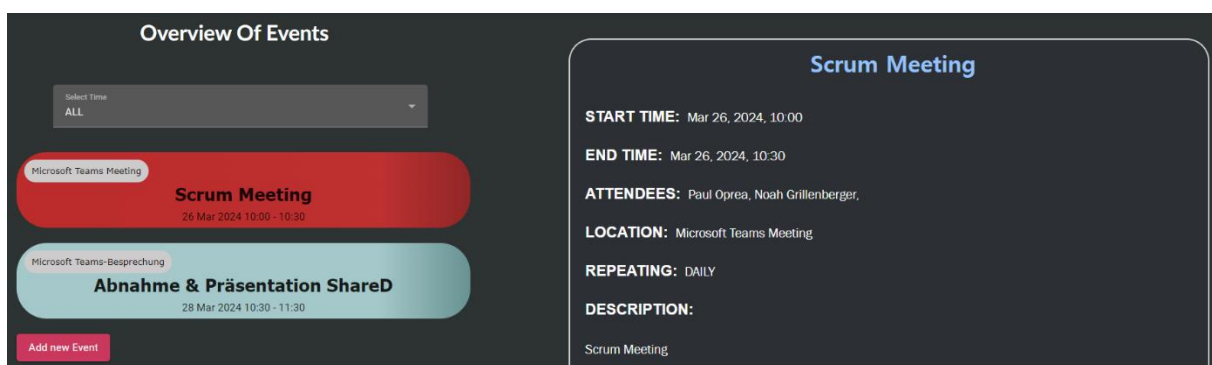 Overview Of Events
Select Time
ALL
Microsoft Teams Meeting
Scrum Meeting
26 Mar 2024 10:00 - 10:30
Microsoft Teams-Besprechung
Abnahme & Präsentation ShareD
28 Mar 2024 10:30 - 11:30
Add new Event
Scrum Meeting
START TIME: Mar 26, 2024, 10:00
END TIME: Mar 26, 2024, 10:30
ATTENDEES: Paul Oprea, Noah Grillenberger,
LOCATION: Microsoft Teams Meeting
REPEATING: DAILY
DESCRIPTION:
Scrum Meeting